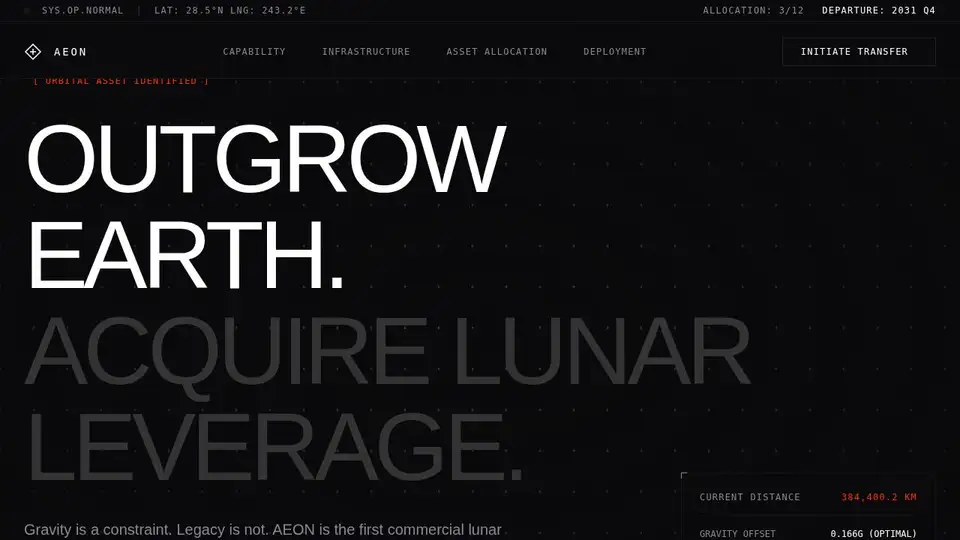 SYS.OP.NORMAL | LAT: 28.5°N LNG: 243.2°E
ALLOCATION: 3/12 DEPARTURE: 2031 Q4
AEON
CAPABILITY INFRASTRUCTURE ASSET ALLOCATION DEPLOYMENT
INITIATE TRANSFER
[ ORBITAL ASSET IDENTIFIED ]
OUTGROW
EARTH.
ACQUIRE LUNAR
LEVERAGE.
CURRENT DISTANCE 384,400.2 KM
Gravity is a constraint. Legacy is not. AEON is the first commercial lunar
GRAVITY OFFSET 0.166G (OPTIMAL)